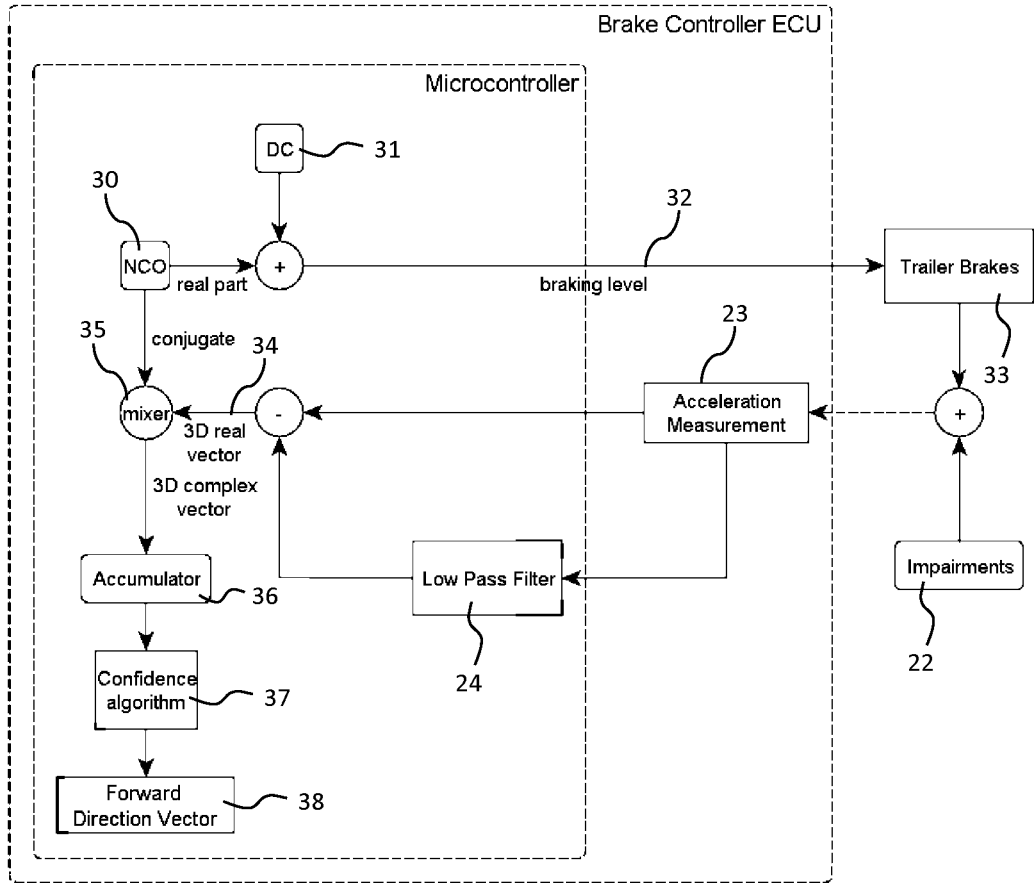 Brake Controller ECU
Microcontroller
DC
31
30
32
NCO
+
real part
braking level
Trailer Brakes
33
conjugate
35
34
23
mixer
-
3D real
vector
Acceleration
Measurement
+
3D complex
vector
Accumulator
36
Low Pass Filter
24
Impairments
22
Confidence
algorithm
37
Forward
Direction Vector
38